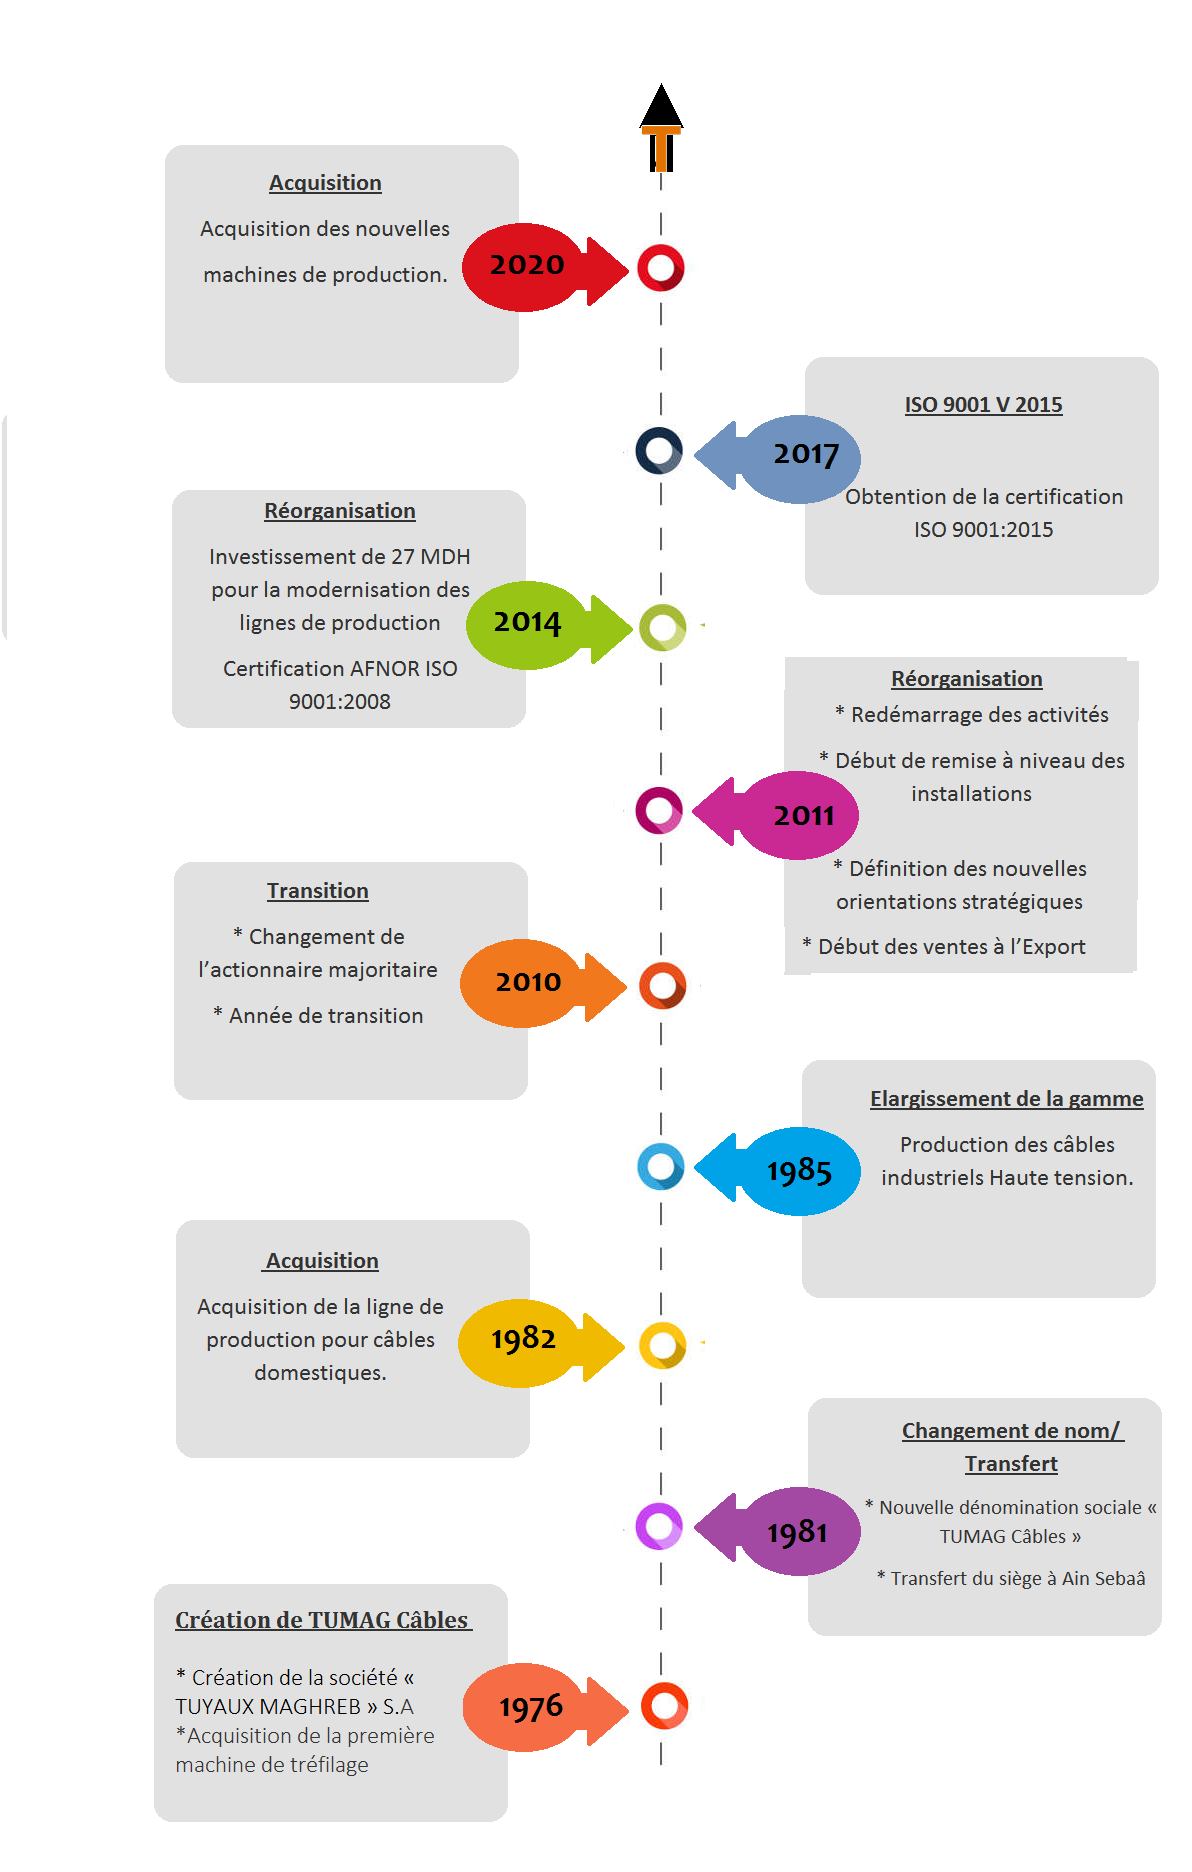 Acquisition
Acquisition des nouvelles
machines de production.
2020
ISO 9001 V 2015
2017
Obtention de la certification
ISO 9001:2015
Réorganisation
Investissement de 27 MDH
pour la modernisation des
lignes de production
2014
Certification AFNOR ISO
9001:2008
Réorganisation
* Redémarrage des activités
* Début de remise à niveau des
installations
2011
* Définition des nouvelles
orientations stratégiques
* Début des ventes à l’Export
Transition
* Changement de
l’actionnaire majoritaire
2010
* Année de transition
Elargissement de la gamme
Production des câbles
industriels Haute tension.
1985
Acquisition
Acquisition de la ligne de
production pour câbles
domestiques.
1982
Changement de nom/
Transfert
* Nouvelle dénomination sociale «
TUMAG Câbles »
1981
* Transfert du siège à Ain Sebaâ
Création de TUMAG Câbles
* Création de la société «
TUYAUX MAGHREB » S.A
*Acquisition de la première
machine de tréfilage
1976